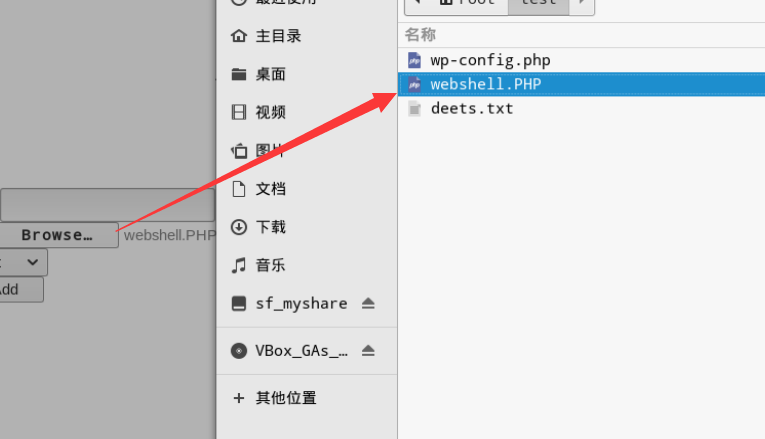 最近使用
Root test
主目录
名称
wp-config.php
桌面
webshell.PHP
视频
deets.txt
图片
文档
下载
Browse…
webshell.PHP
音乐
Add
sf_myshare
VBox_GAs_…
其他位置